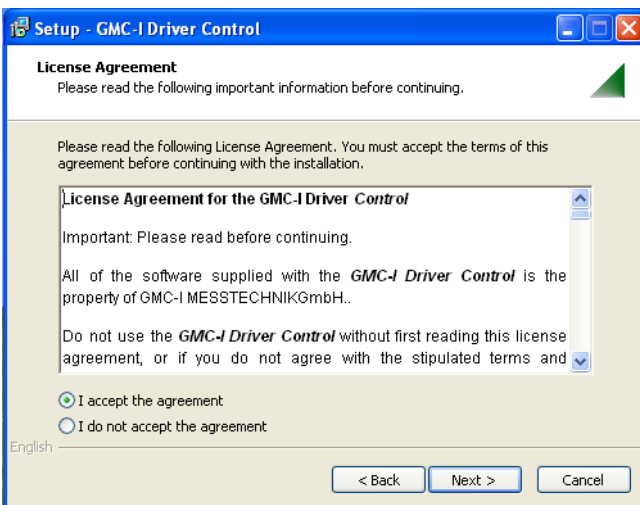 Setup - GMC-I Driver Control
License Agreement
Please read the following important information before continuing.
Please read the following License Agreement. You must accept the terms of this
agreement before continuing with the installation.
License Agreement for the GMC-I Driver Control
Important: Please read before continuing.
All of the software supplied with the GMC-I Driver Control is the
property of GMC-I MESSTECHNIKGmbH..
Do not use the GMC-I Driver Control without first reading this license
agreement, or if you do not agree with the stipulated terms and
I accept the agreement
I do not accept the agreement
English
< Back
Next >
Cancel